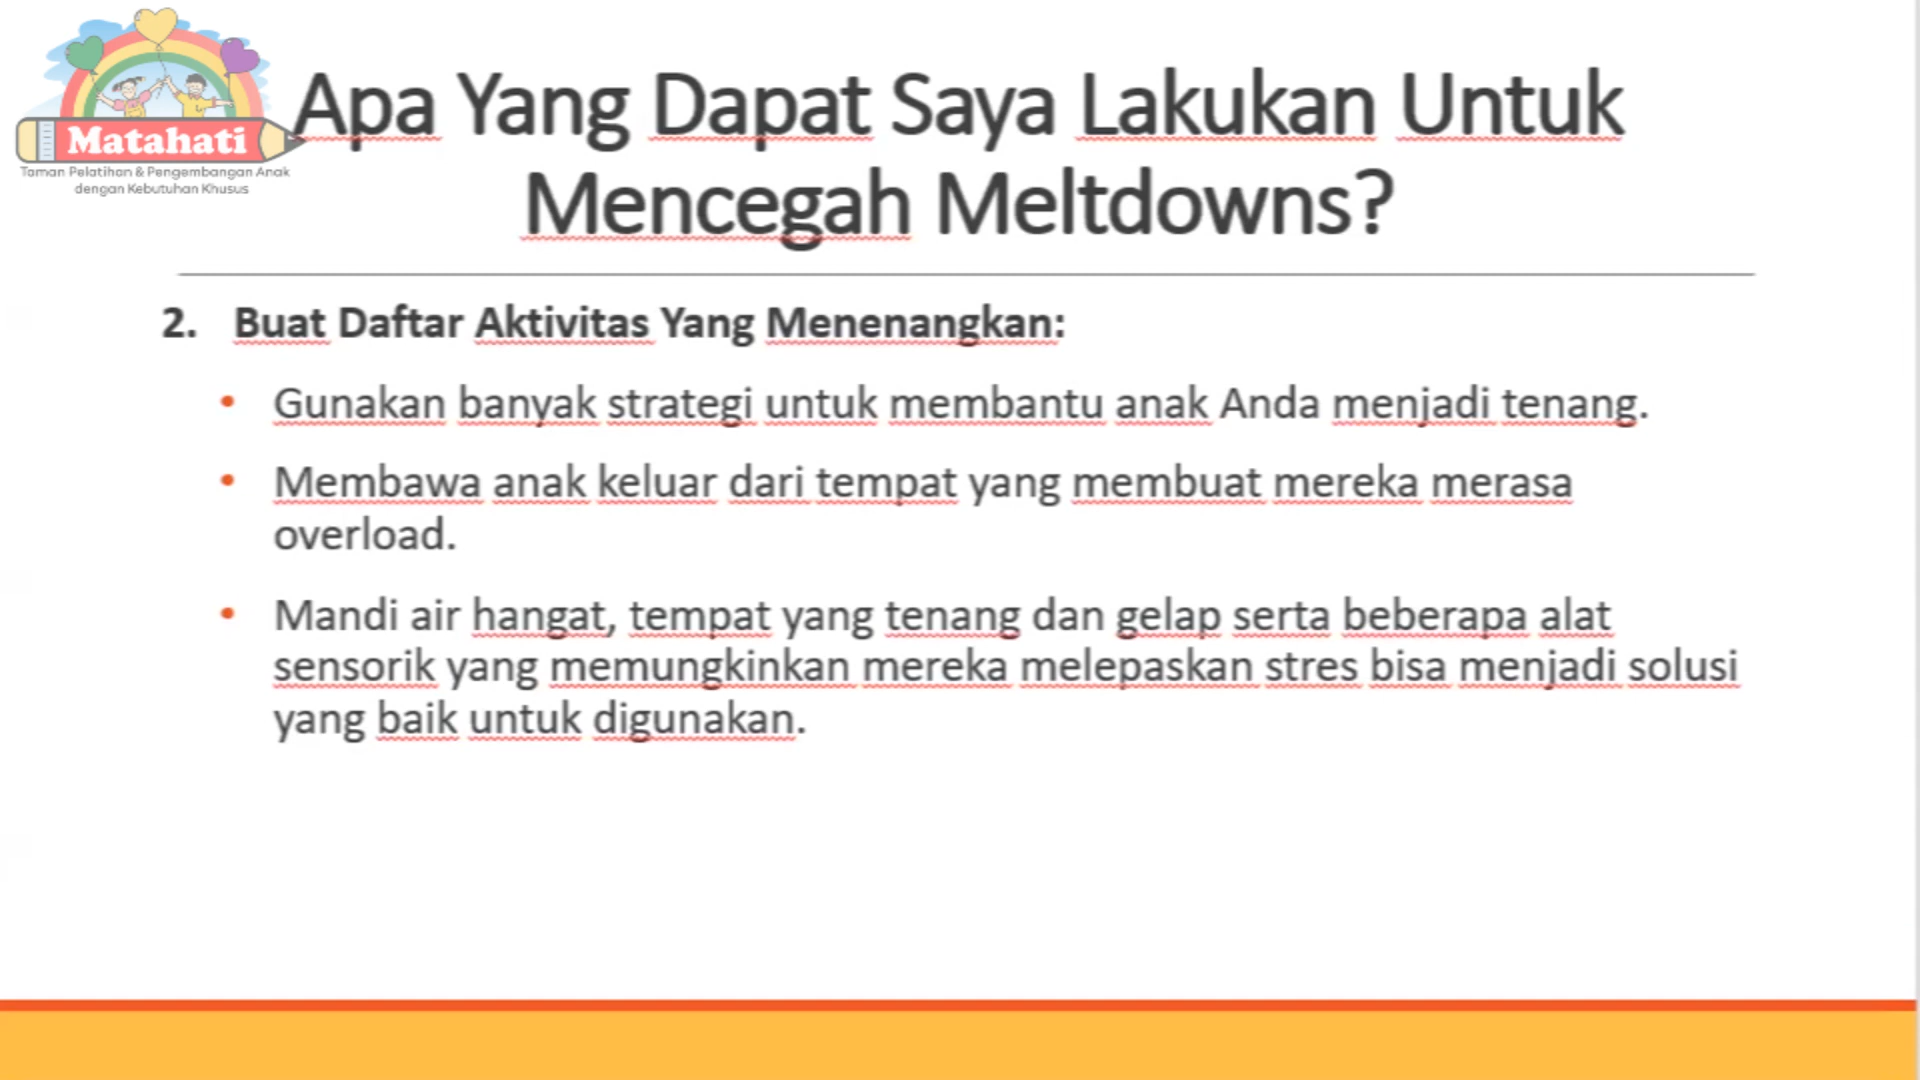 Matahati
Taman Pelatihan & Pengembangan Anak
dengan Kebutuhan Khusus
Apa Yang Dapat Saya Lakukan Untuk
Mencegah Meltdowns?
2. Buat Daftar Aktivitas Yang Menenangkan:
• Gunakan banyak strategi untuk membantu anak Anda menjadi tenang.
• Membawa anak keluar dari tempat yang membuat mereka merasa
overload.
• Mandi air hangat, tempat yang tenang dan gelap serta beberapa alat
sensorik yang memungkinkan mereka melepaskan stres bisa menjadi solusi
yang baik untuk digunakan.